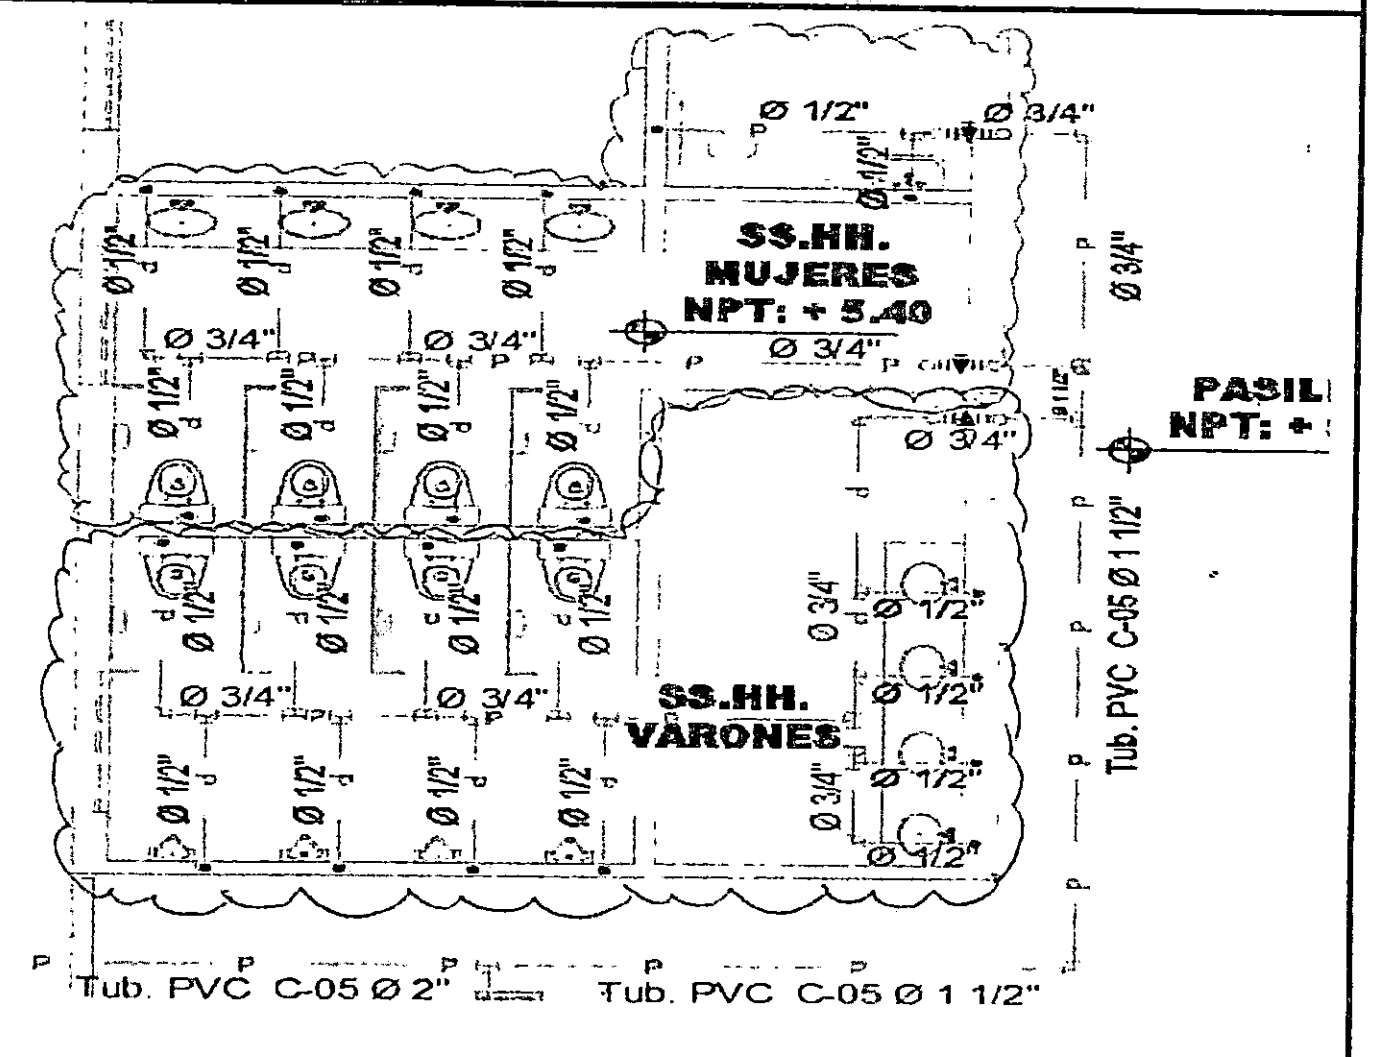 Ø 1/2"
Ø 3/4"
P
Ø 1/2"
Ø 1/2"
Ø 1/2"
Ø 1/2"
Ø 1/2"
SS.HH.
MUJERES
NPT: + 5.40
P
Ø 3/4"
Ø 3/4"
P
Ø 3/4"
P
P
Ø 3/4"
P
Ø 1/2"
Ø 1/2"
Ø 1/2"
Ø 1/2"
Ø 3/4"
PASIL
NPT: +
P
Tub. PVC C-05 Ø 1 1/2"
Ø 1/2"
Ø 1/2"
Ø 1/2"
Ø 1/2"
Ø 3/4"
Ø 1/2"
P
Ø 3/4"
P
Ø 3/4"
P
SS.HH.
VARONES
Ø 1/2"
Ø 1/2"
Ø 1/2"
Ø 1/2"
Ø 1/2"
Ø 3/4"
Ø 1/2"
P
Ø 1/2"
P
P
P
P
P
P
Tub. PVC C-05 Ø 2"
Tub. PVC C-05 Ø 1 1/2"